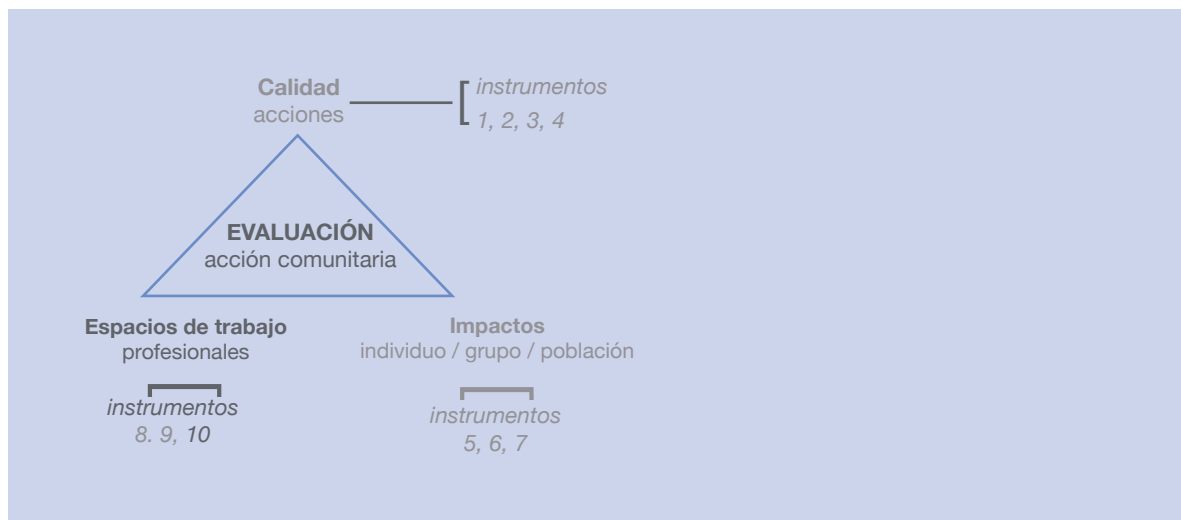 Calidad
acciones
instrumentos
1, 2, 3, 4
EVALUACIÓN
acción comunitaria
Espacios de trabajo
profesionales
instrumentos
8. 9, 10
Impactos
individuo / grupo / población
instrumentos
5, 6, 7